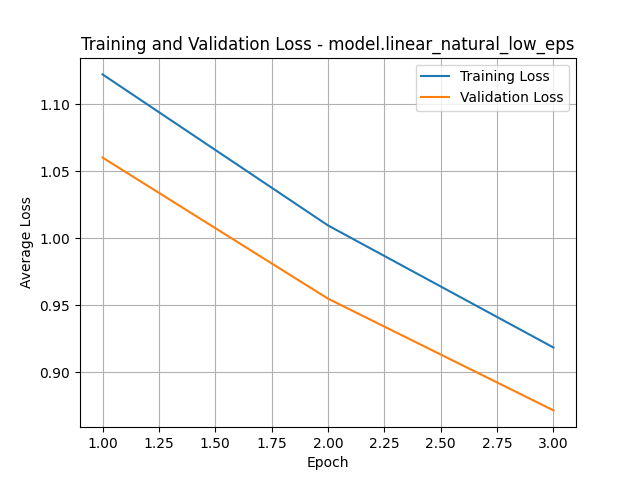 Training and Validation Loss - model.linear_natural_low_eps
Training Loss
Validation Loss
1.10
1.05
1.00
0.95
0.90
Average Loss
1.00 1.25 1.50 1.75 2.00 2.25 2.50 2.75 3.00
Epoch